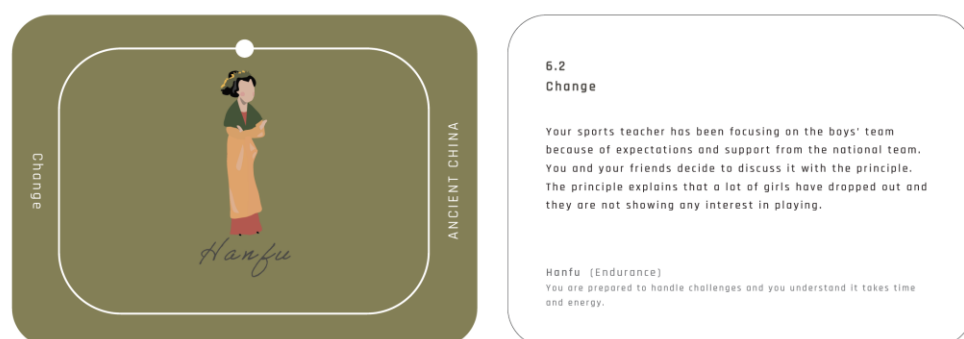 Change
Hanfu
ANCIENT CHINA
6.2
Change
Your sports teacher has been focusing on the boys' team
because of expectations and support from the national team.
You and your friends decide to discuss it with the principle.
The principle explains that a lot of girls have dropped out and
they are not showing any interest in playing.
Hanfu (Endurance)
You are prepared to handle challenges and you understand it takes time
and energy.